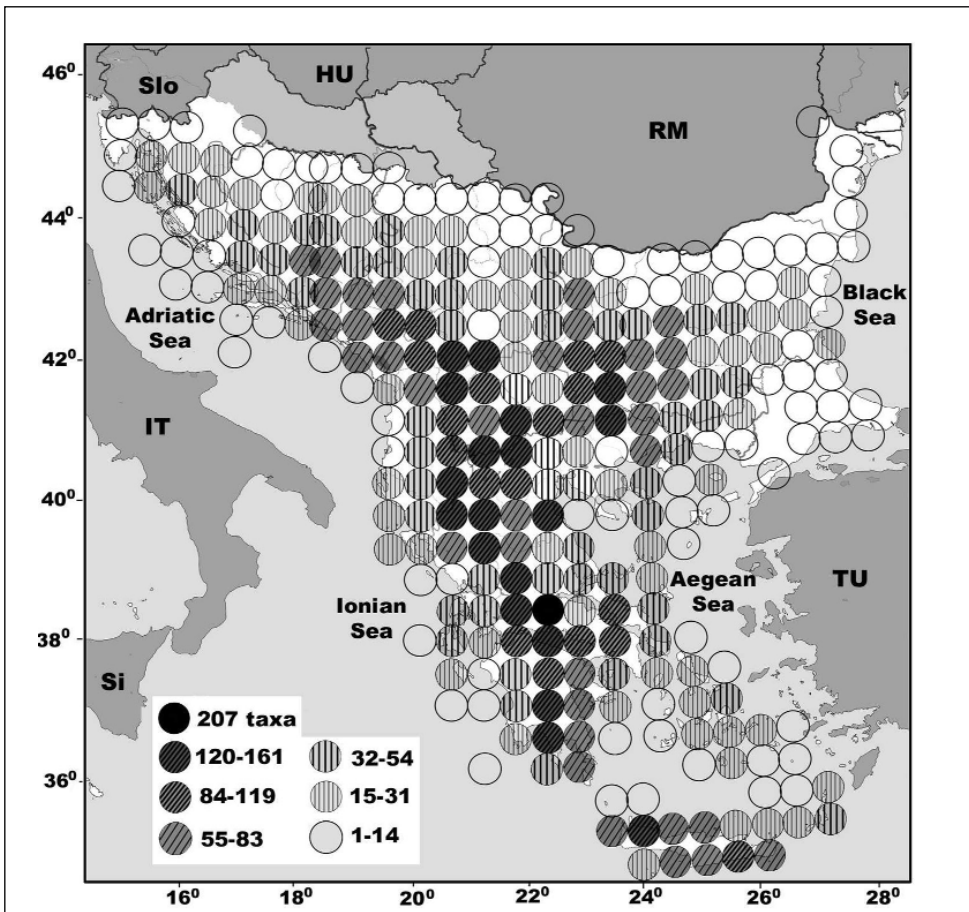 46⁰
Slo
HU
RM
44⁰
Adriatic
Sea
Black
Sea
42⁰
IT
40⁰
Ionian
Sea
Aegean
Sea
TU
38⁰
Si
207 taxa
120-161
32-54
84-119
15-31
55-83
1-14
36⁰
16⁰ 18⁰ 20⁰ 22⁰ 24⁰ 26⁰ 28⁰